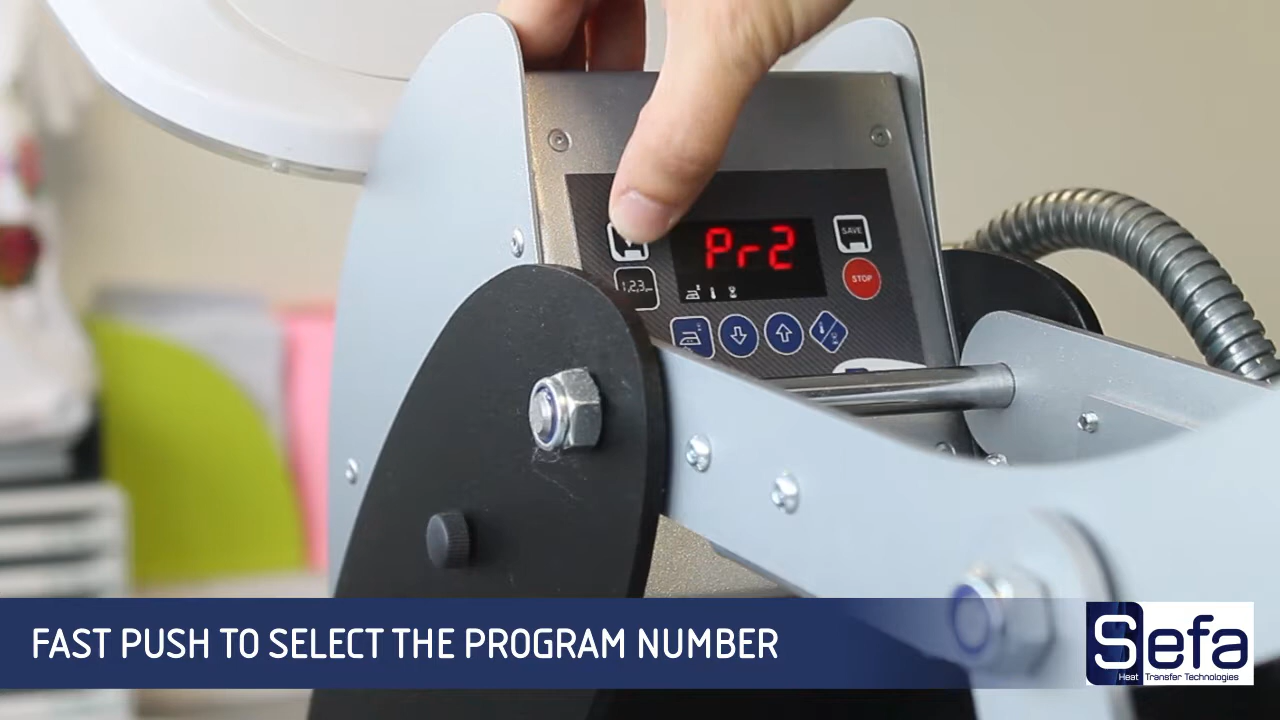 Pr2
SAVE
1,2,3...
STOP
FAST PUSH TO SELECT THE PROGRAM NUMBER
Sefa
Heat Transfer Technologies